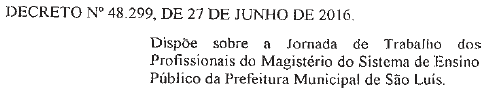 DECRETO Nº 48.299, DE 27 DE JUNHO DE 2016.
Dispõe sobre a Jornada de Trabalho dos
Profissionais do Magistério do Sistema de Ensino
Público da Prefeitura Municipal de São Luís.